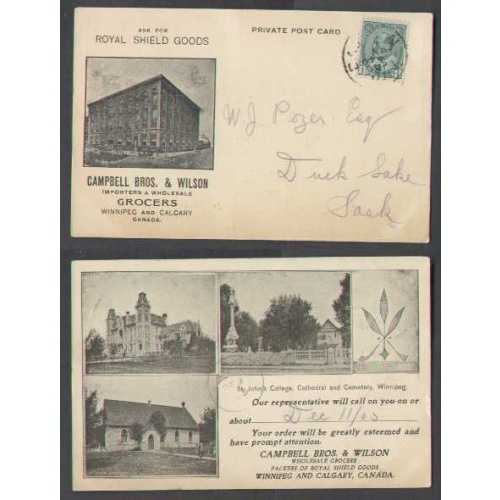 ASK FOR
ROYAL SHIELD GOODS
PRIVATE POST CARD
W. J. Pozer Esq
Duck Lake
Sask
CAMPBELL BROS. & WILSON
IMPORTERS & WHOLESALE
GROCERS
WINNIPEG AND CALGARY
CANADA.
St. John's College, Cathedral and Cemetery, Winnipeg.
Our representative will call on you on or
about Dec 11/05
Your order will be greatly esteemed and
have prompt attention.
CAMPBELL BROS. & WILSON
WHOLESALE GROCERS
PACKERS OF ROYAL SHIELD GOODS
WINNIPEG AND CALGARY, CANADA.